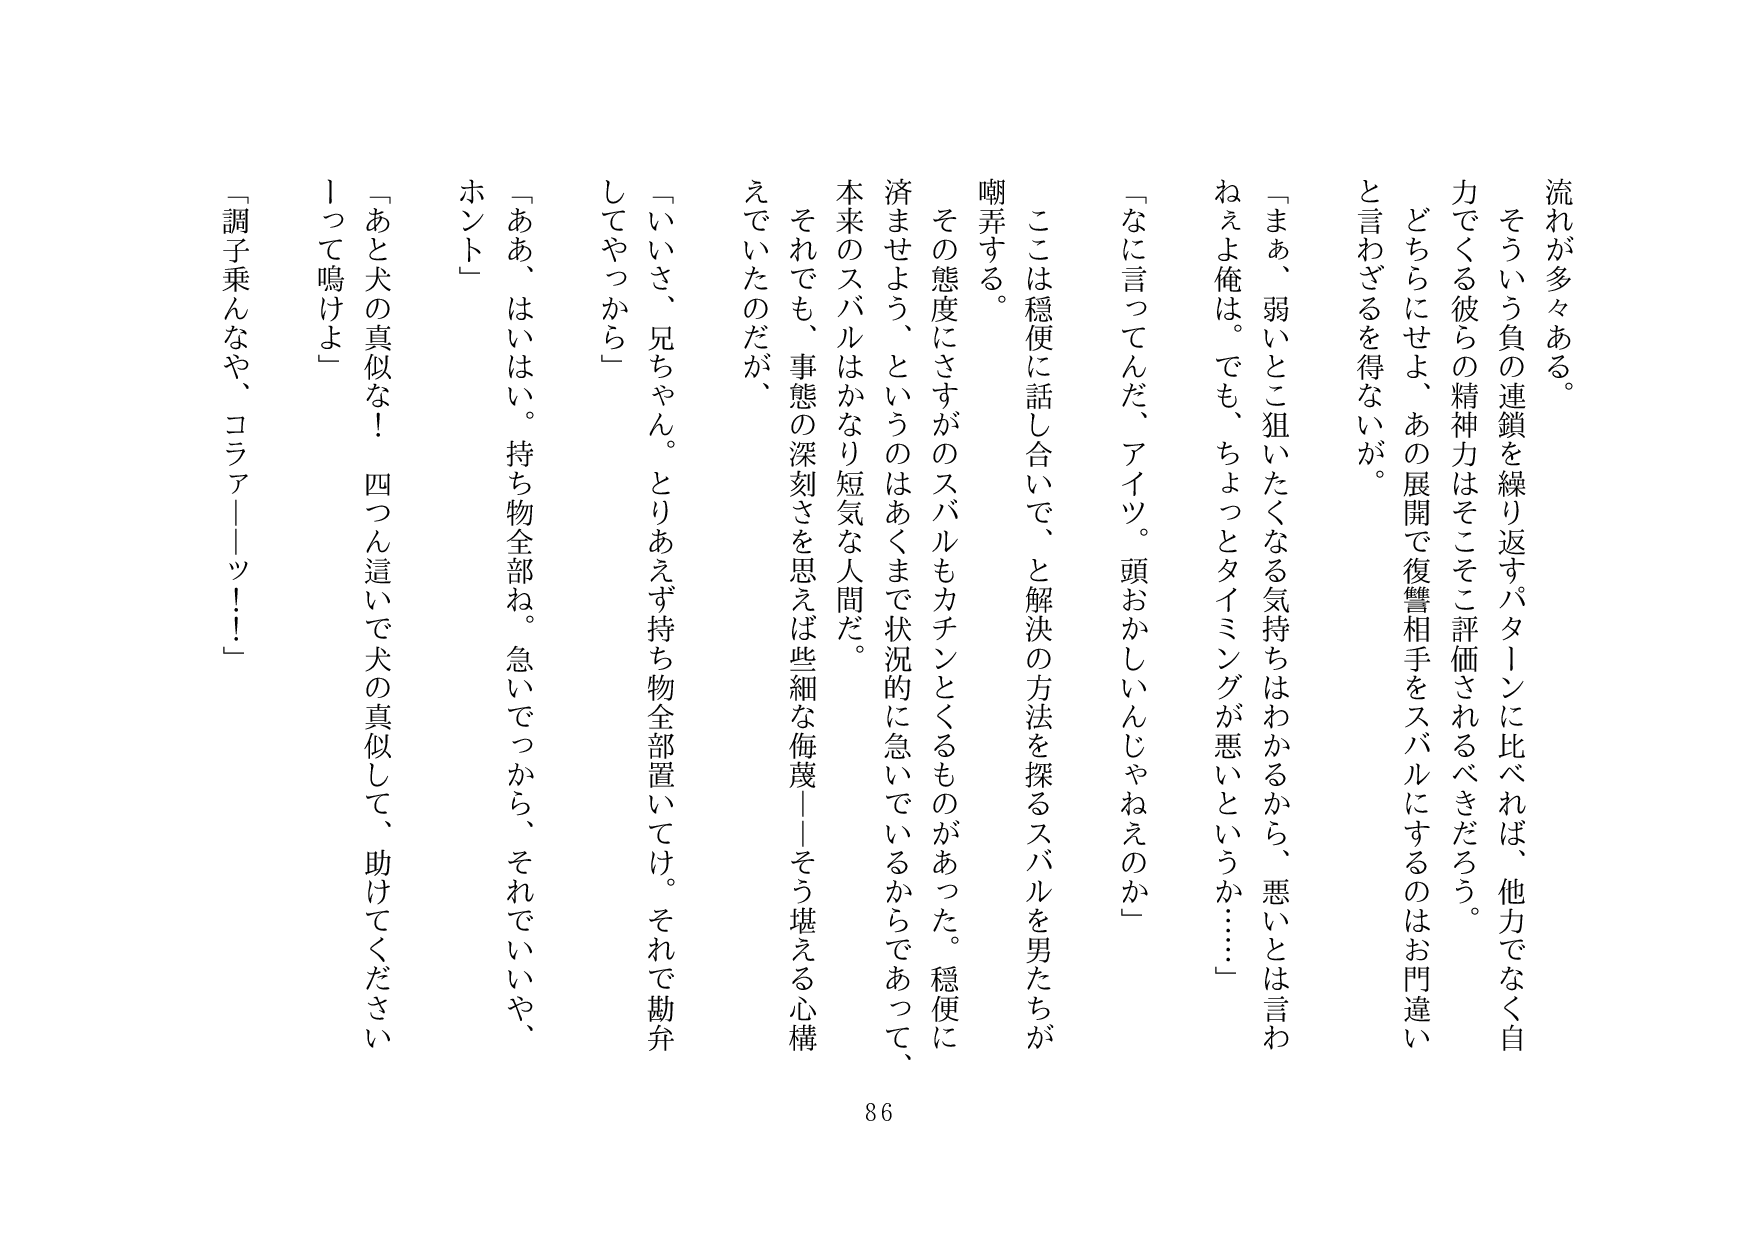 流れが多々ある。
　そういう負の連鎖を繰り返すパターンに比べれば、他力でなく自
力でくる彼らの精神力はそこそこ評価されるべきだろう。
　どちらにせよ、あの展開で復讐相手をスバルにするのはお門違い
と言わざるを得ないが。
「まぁ、弱いとこ狙いたくなる気持ちはわかるから、悪いとは言わ
ねぇよ俺は。でも、ちょっとタイミングが悪いというか……」
「なに言ってんだ、アイツ。頭おかしいんじゃねえのか」
　ここは穏便に話し合いで、と解決の方法を探るスバルを男たちが
嘲弄する。
　その態度にさすがのスバルもカチンとくるものがあった。穏便に
済ませよう、というのはあくまで状況的に急いでいるからであって、
本来のスバルはかなり短気な人間だ。
　それでも、事態の深刻さを思えば些細な侮蔑――そう堪える心構
えでいたのだが、
「いいさ、兄ちゃん。とりあえず持ち物全部置いてけ。それで勘弁
してやっから」
「ああ、はいはい。持ち物全部ね。急いでっから、それでいいや、
ホント」
「あと犬の真似な！　四つん這いで犬の真似して、助けてください
ーって鳴けよ」
「調子乗んなや、コラァ――ッ！！」
86